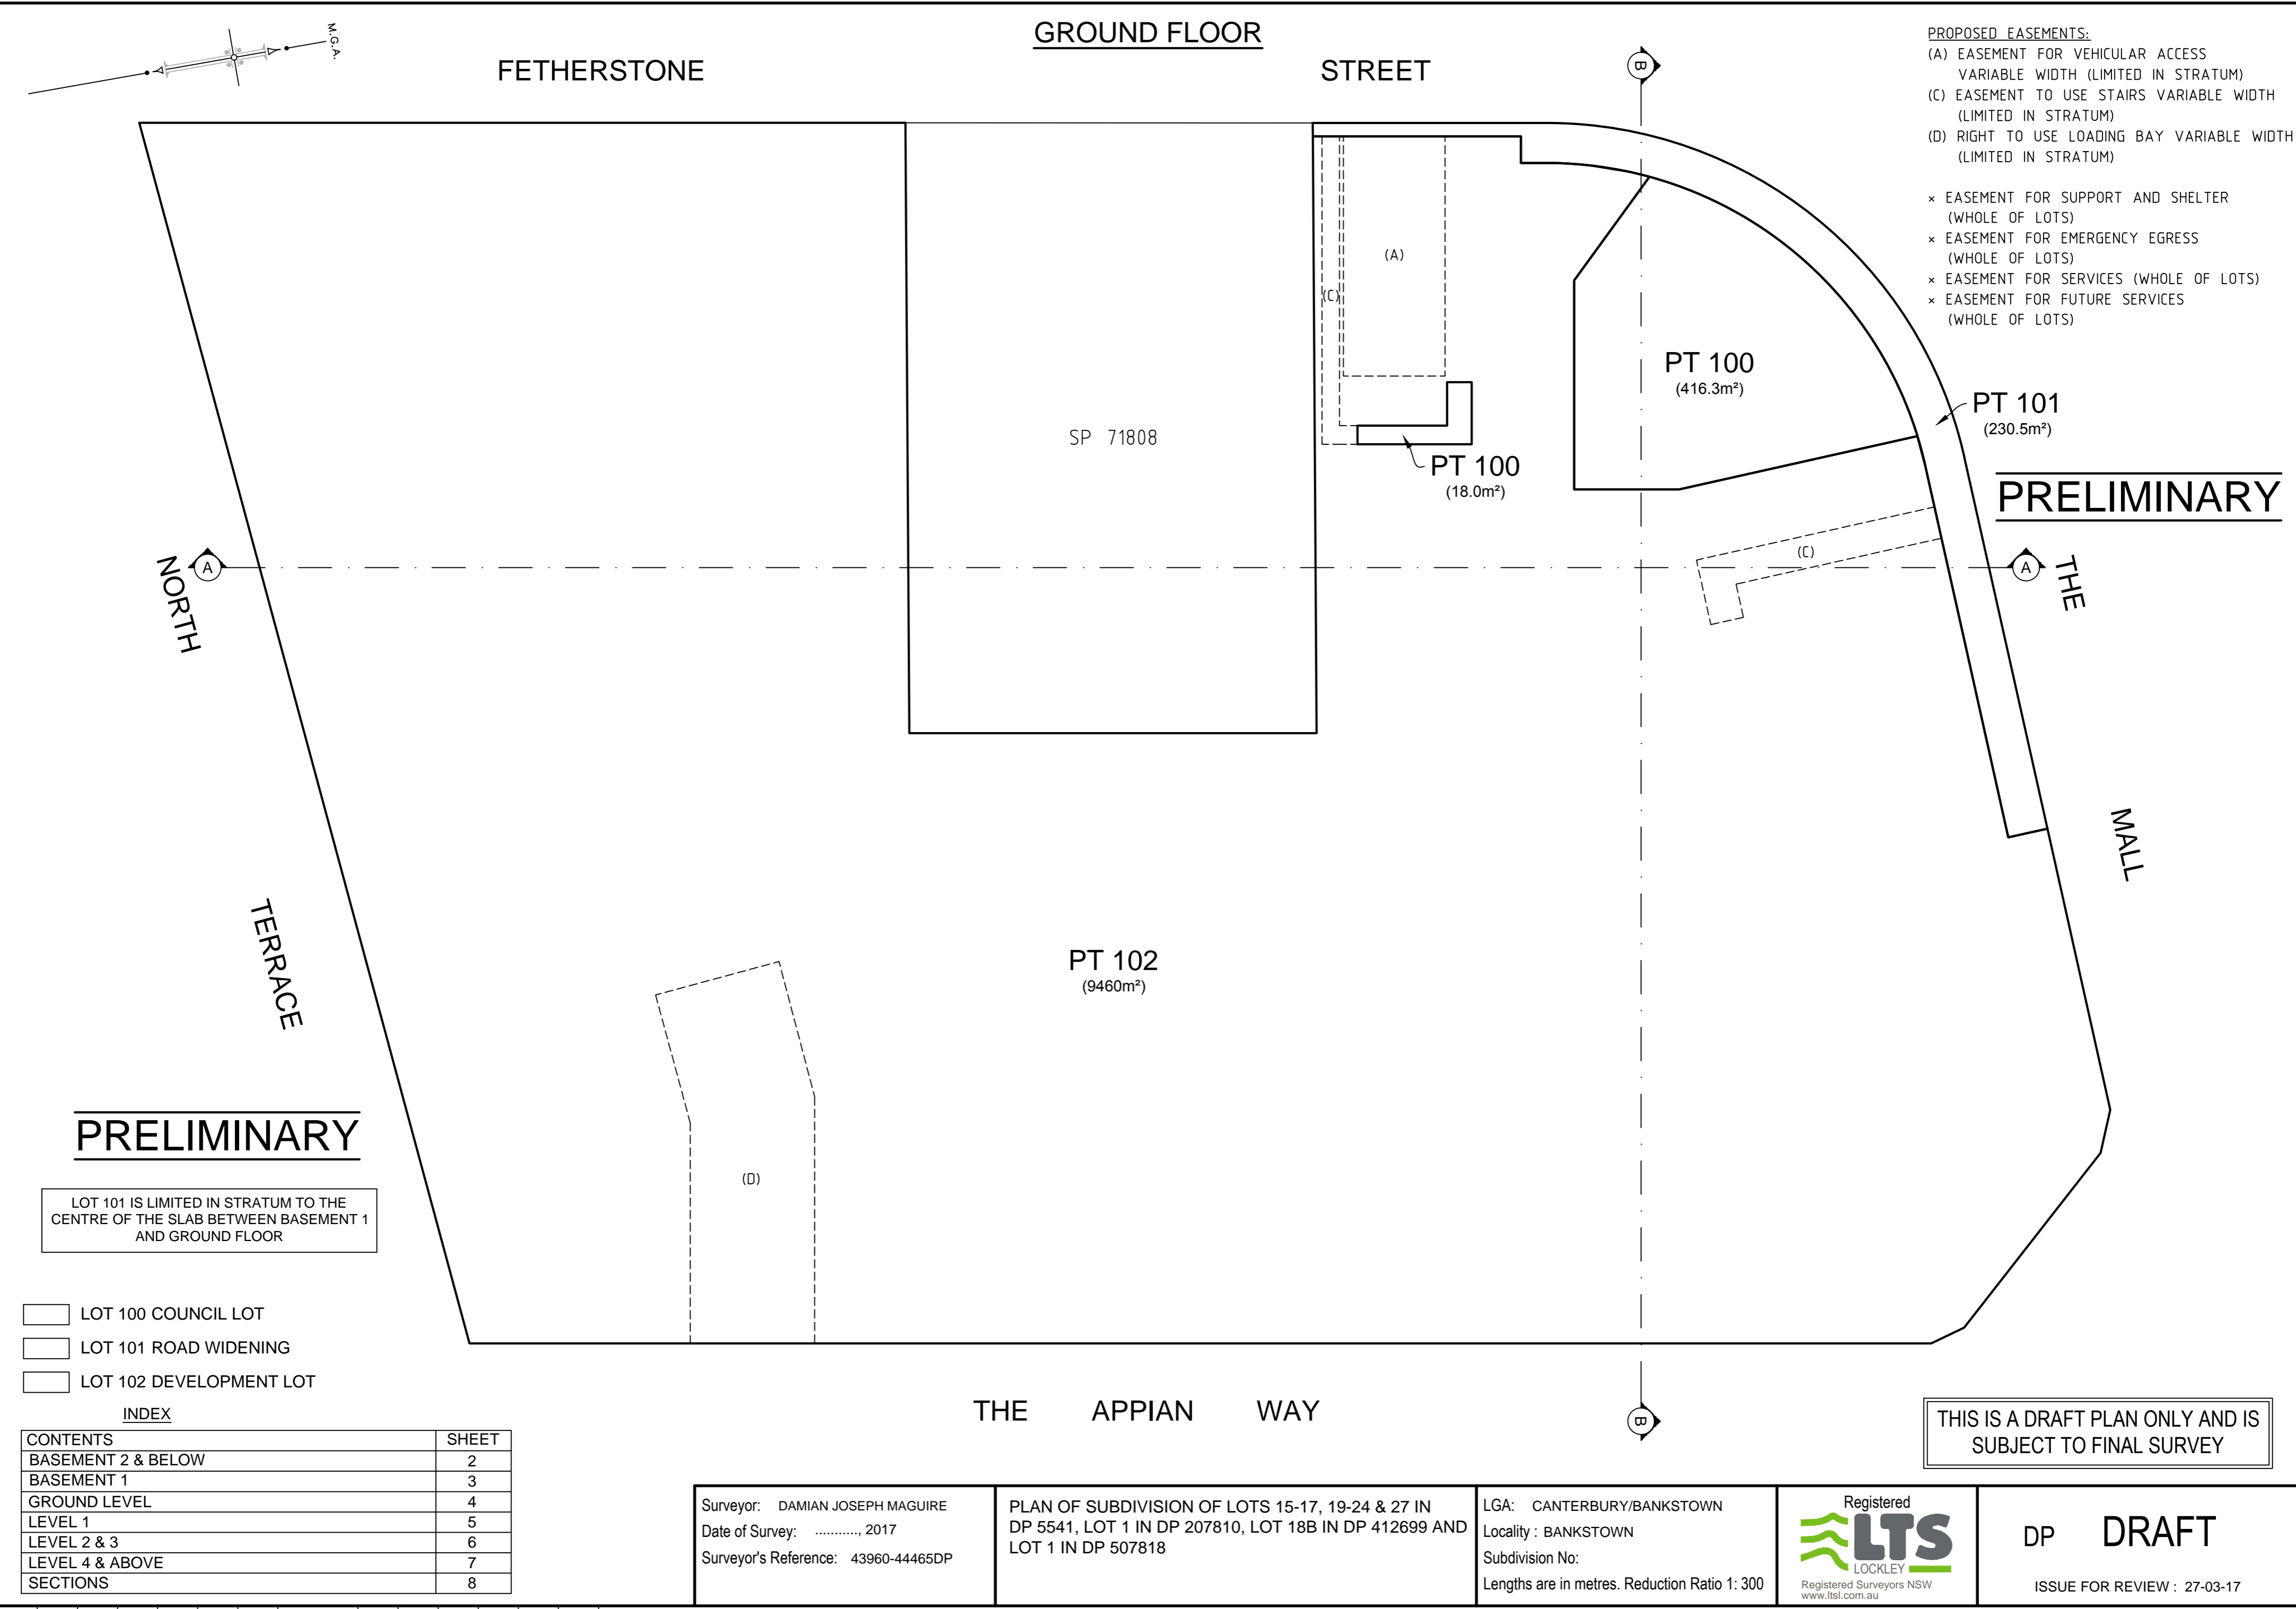 GROUND FLOOR
M.G.A.
FETHERSTONE STREET
B
PROPOSED EASEMENTS:
(A) EASEMENT FOR VEHICULAR ACCESS
VARIABLE WIDTH (LIMITED IN STRATUM)
(C) EASEMENT TO USE STAIRS VARIABLE WIDTH
(LIMITED IN STRATUM)
(D) RIGHT TO USE LOADING BAY VARIABLE WIDTH
(LIMITED IN STRATUM)
× EASEMENT FOR SUPPORT AND SHELTER
(WHOLE OF LOTS)
× EASEMENT FOR EMERGENCY EGRESS
(WHOLE OF LOTS)
× EASEMENT FOR SERVICES (WHOLE OF LOTS)
× EASEMENT FOR FUTURE SERVICES
(WHOLE OF LOTS)
(A)
(C)
PT 100
(416.3m²)
PT 101
(230.5m²)
SP 71808
PT 100
(18.0m²)
PRELIMINARY
(C)
A
A
NORTH
TERRACE
THE
MALL
PT 102
(9460m²)
(D)
PRELIMINARY
LOT 101 IS LIMITED IN STRATUM TO THE
CENTRE OF THE SLAB BETWEEN BASEMENT 1
AND GROUND FLOOR
LOT 100 COUNCIL LOT
LOT 101 ROAD WIDENING
LOT 102 DEVELOPMENT LOT
THE APPIAN WAY
B
INDEX
CONTENTS SHEET
BASEMENT 2 & BELOW 2
BASEMENT 1 3
GROUND LEVEL 4
LEVEL 1 5
LEVEL 2 & 3 6
LEVEL 4 & ABOVE 7
SECTIONS 8
THIS IS A DRAFT PLAN ONLY AND IS
SUBJECT TO FINAL SURVEY
Surveyor: DAMIAN JOSEPH MAGUIRE
Date of Survey: ..........., 2017
Surveyor's Reference: 43960-44465DP
PLAN OF SUBDIVISION OF LOTS 15-17, 19-24 & 27 IN
DP 5541, LOT 1 IN DP 207810, LOT 18B IN DP 412699 AND
LOT 1 IN DP 507818
LGA: CANTERBURY/BANKSTOWN
Locality : BANKSTOWN
Subdivision No:
Lengths are in metres. Reduction Ratio 1: 300
Registered
LTS
LOCKLEY
Registered Surveyors NSW
www.ltsl.com.au
DP DRAFT
ISSUE FOR REVIEW : 27-03-17